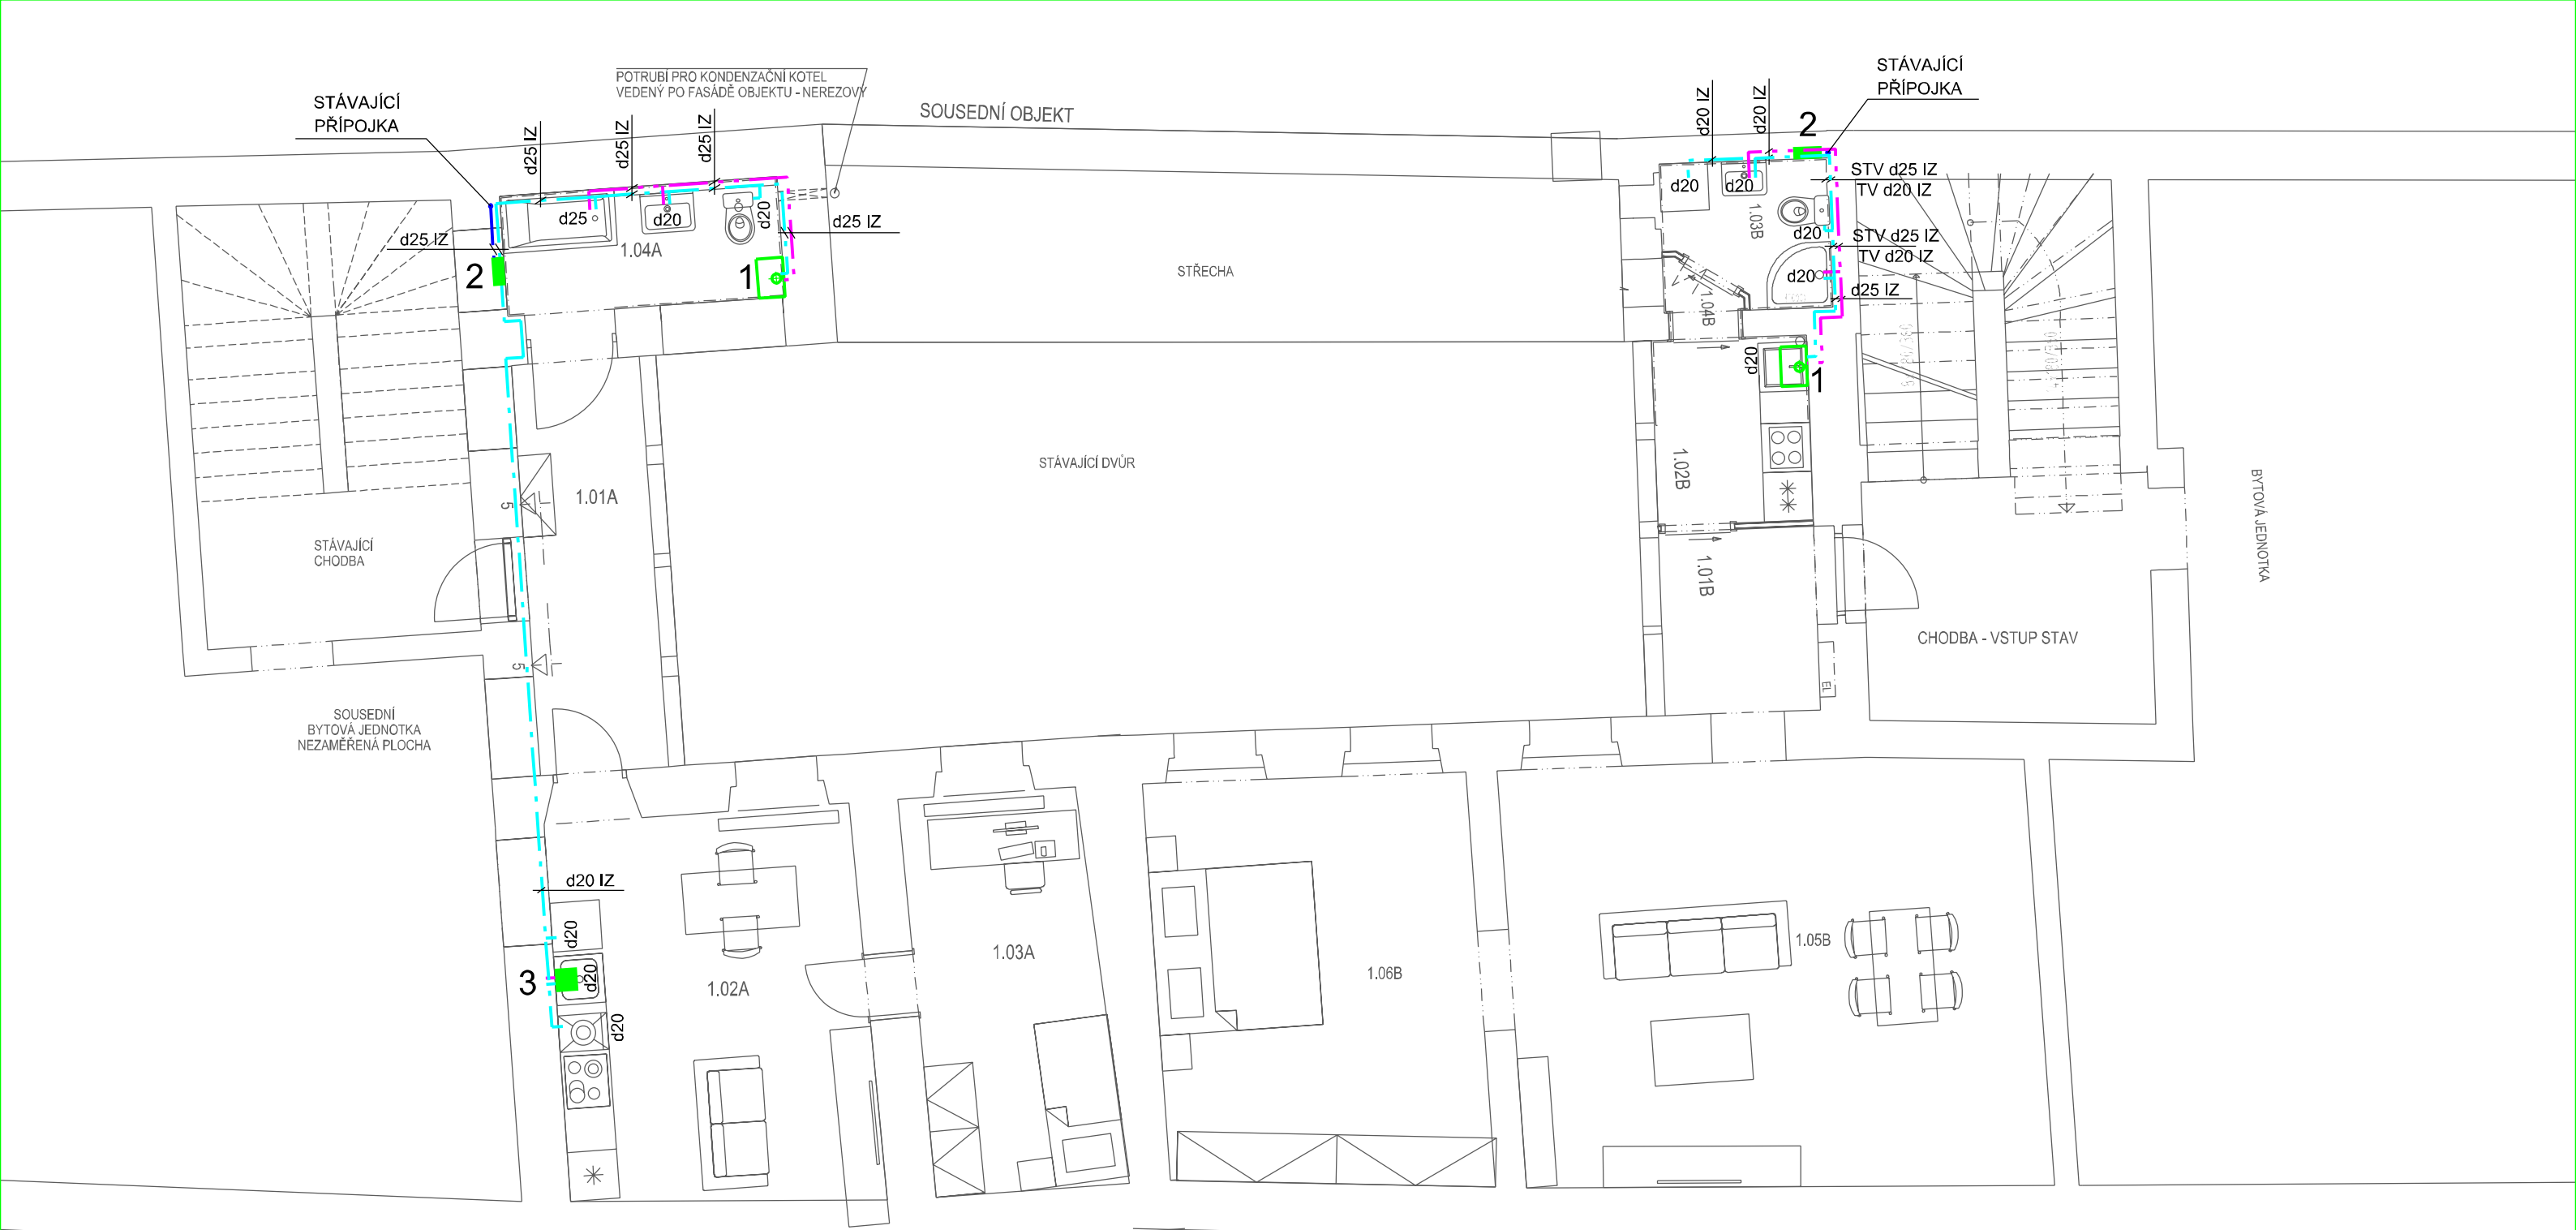 STÁVAJÍCÍ
PŘÍPOJKA
POTRUBÍ PRO KONDENZAČNÍ KOTEL
VEDENÝ PO FASÁDĚ OBJEKTU - NEREZOVÝ
SOUSEDNÍ OBJEKT
STÁVAJÍCÍ
PŘÍPOJKA
d25 IZ
d25 IZ
d25 IZ
d20 IZ
d20 IZ
2
STV d25 IZ
TV d20 IZ
d25
d20
d20
d25 IZ
d25 IZ
1.04A
2
1
d20
d20
1.03B
d20
STV d25 IZ
TV d20 IZ
d20
d25 IZ
STŘECHA
1.04B
d20
1
STÁVAJÍCÍ DVŮR
1.02B
1.01A
5
STÁVAJÍCÍ
CHODBA
1.01B
BYTOVÁ JEDNOTKA
CHODBA - VSTUP STAV
5
EL
SOUSEDNÍ
BYTOVÁ JEDNOTKA
NEZAMĚŘENÁ PLOCHA
d20 IZ
d20
3
d20
d20
1.02A
1.03A
1.06B
1.05B